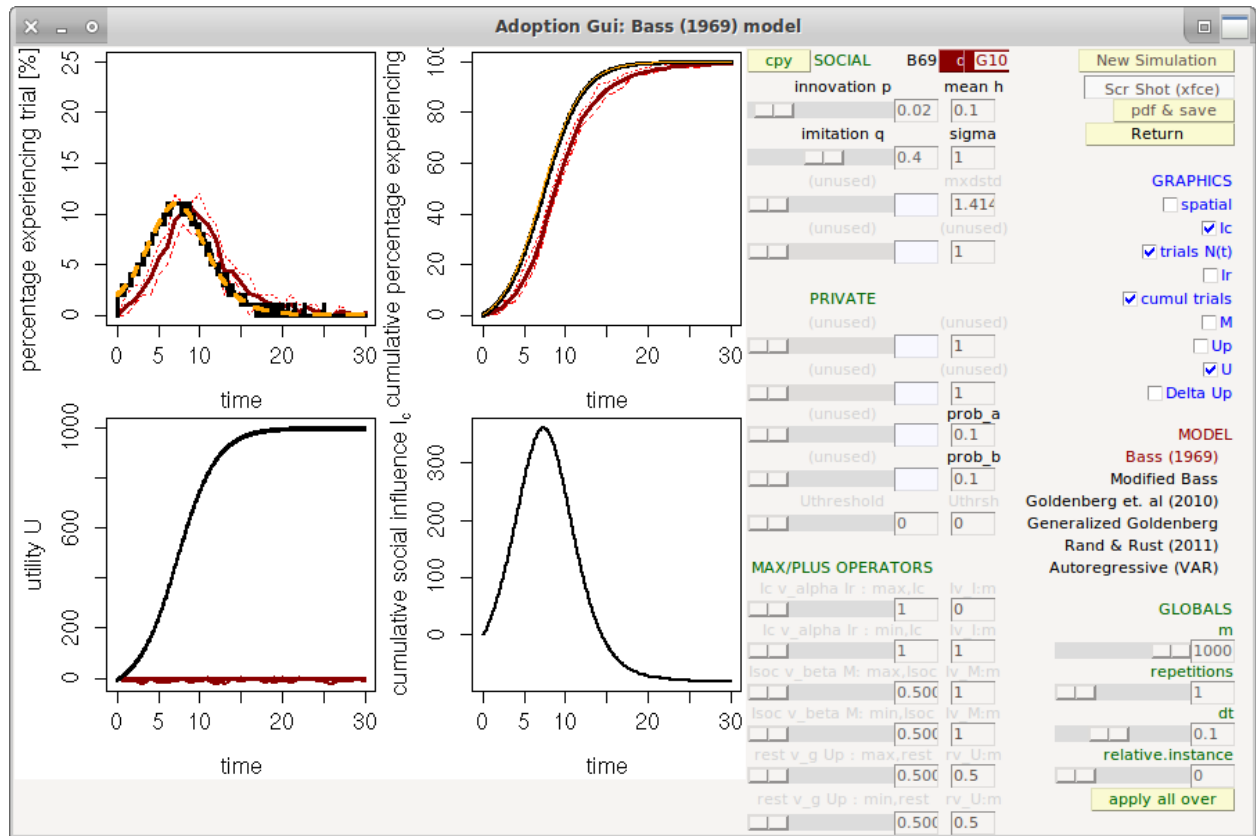 Adoption Gui: Bass (1969) model
percentage experiencing trial [%]
0 5 10 15 20 25
0 5 10 20 30
time
cumulative percentage experiencing
0 20 40 60 80
0 5 10 20 30
time
utility U
0 200 600 1000
0 5 10 20 30
time
cumulative social influence Ic
0 100 200 300
0 5 10 20 30
time
cpy SOCIAL B69 d G10
innovation p mean h
0.02 0.1
imitation q sigma
0.4 1
(unused) mxdstd
1.414
(unused) (unused)
1
PRIVATE
(unused) (unused)
1
(unused) (unused)
1
(unused) prob_a
0.1
(unused) prob_b
0.1
Uthreshold Uthrsh
0 0
MAX/PLUS OPERATORS
Ic v_alpha Ir : max,Ic Iv_I:m
1 0
Ic v_alpha Ir : min,Ic Iv_I:m
1 1
Isoc v_beta M: max,Isoc Iv_M:m
0.500 1
Isoc v_beta M: min,Isoc Iv_M:m
0.500 1
rest v_g Up : max,rest rv_U:m
0.500 0.5
rest v_g Up : min,rest rv_U:m
0.500 0.5
New Simulation
Scr Shot (xfce)
pdf & save
Return
GRAPHICS
spatial
Ic
trials N(t)
Ir
cumul trials
M
Up
U
Delta Up
MODEL
Bass (1969)
Modified Bass
Goldenberg et. al (2010)
Generalized Goldenberg
Rand & Rust (2011)
Autoregressive (VAR)
GLOBALS
m
1000
repetitions
1
dt
0.1
relative.instance
0
apply all over